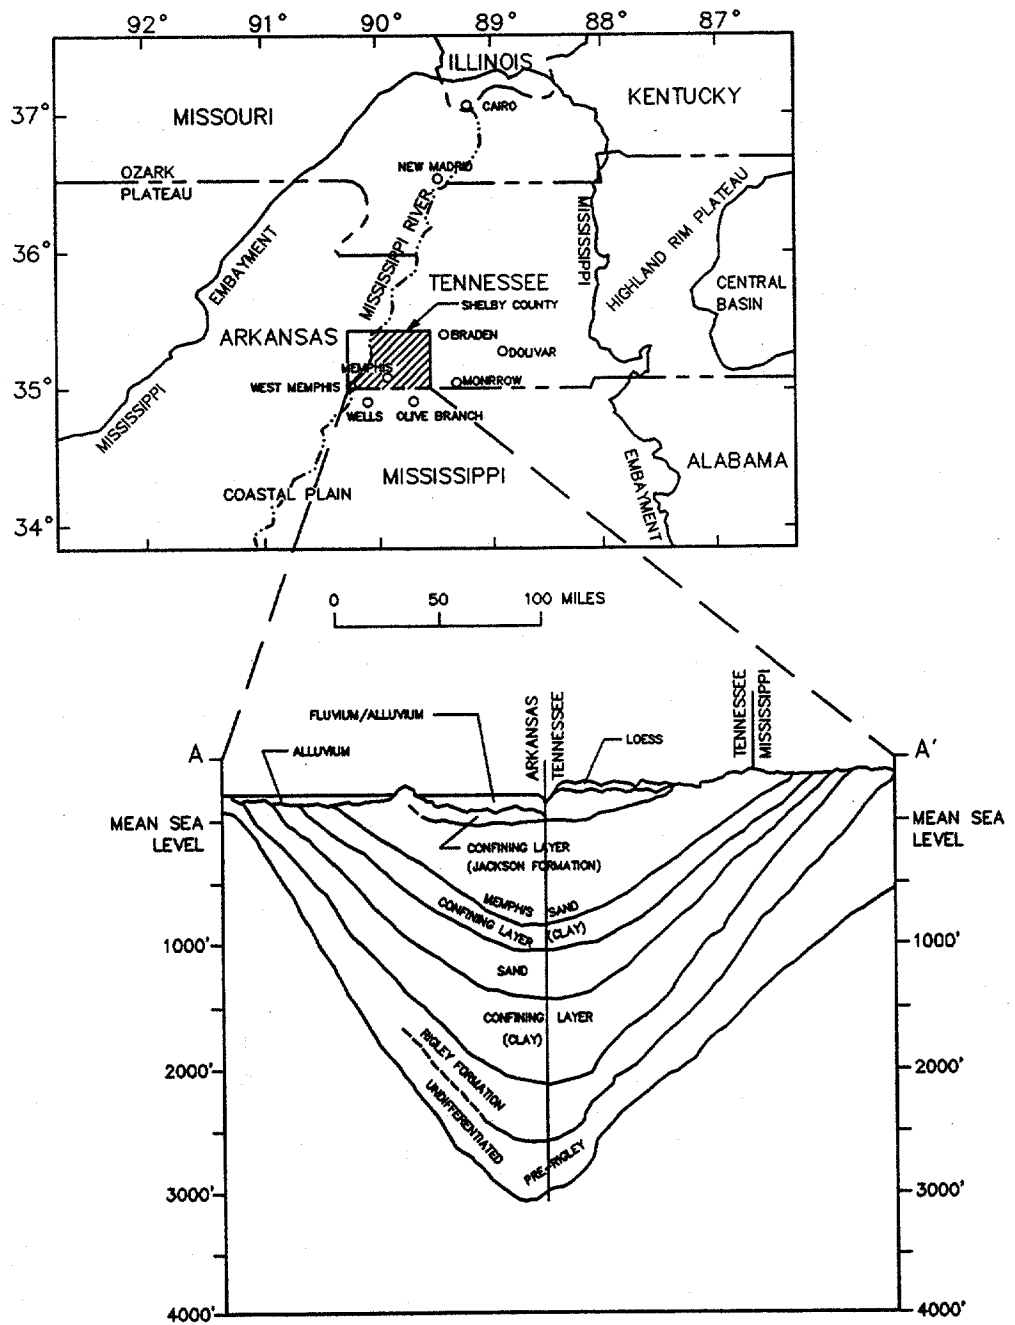 92° 91° 90° 89° 88° 87°
ILLINOIS
37°
MISSOURI
CAIRO
KENTUCKY
NEW MADRID
OZARK
PLATEAU
MISSISSIPPI RIVER
MISSISSIPPI
HIGHLAND RIM PLATEAU
36°
EMBAYMENT
TENNESSEE
CENTRAL
BASIN
SHELBY COUNTY
ARKANSAS
BRADEN
DOLIVAR
MEMPHIS
35°
WEST MEMPHIS
MONRROW
MISSISSIPPI
WELLS
OLIVE BRANCH
MISSISSIPPI
EMBAYMENT
ALABAMA
COASTAL PLAIN
34°
0 50 100 MILES
FLUVIUM/ALLUVIUM
ARKANSAS
TENNESSEE
TENNESSEE
MISSISSIPPI
LOESS
A
A'
ALLUVIUM
MEAN SEA
LEVEL
MEAN SEA
LEVEL
CONFINING LAYER
(JACKSON FORMATION)
MEMPHIS SAND
CONFINING LAYER (CLAY)
1000'
1000'
SAND
CONFINING LAYER
(CLAY)
RIGLEY FORMATION
2000'
2000'
UNDIFFERENTIATED
PRE-RIGLEY
3000'
3000'
4000'
4000'